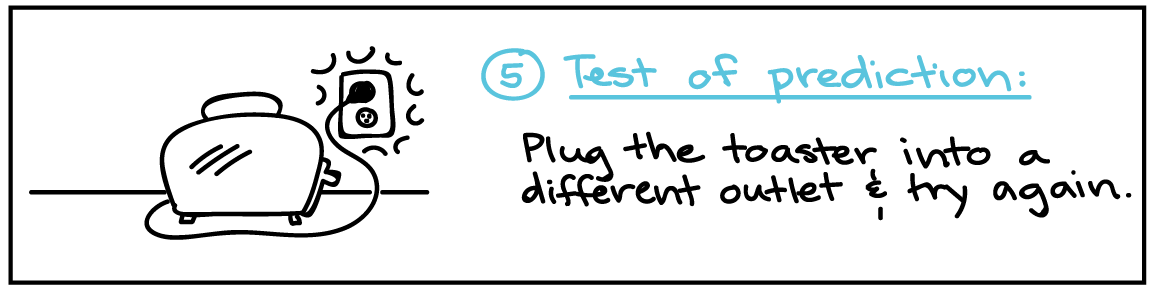 5 Test of prediction:
Plug the toaster into a
different outlet & try again.